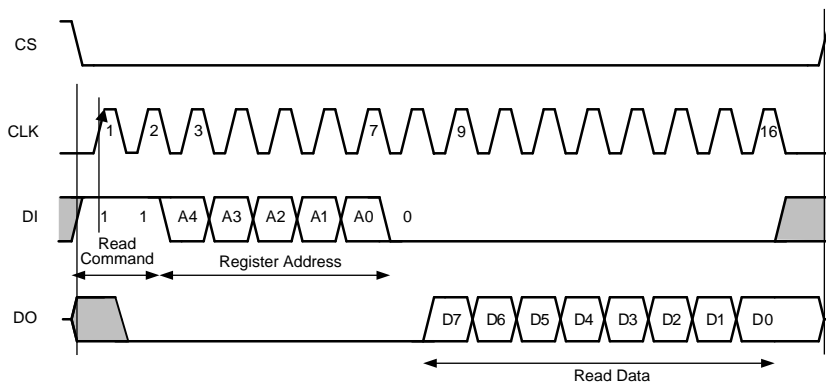 CS
CLK 1 2 3 7 9 16
DI 1 1 A4 A3 A2 A1 A0 0
Read
Command
Register Address
DO D7 D6 D5 D4 D3 D2 D1 D0
Read Data